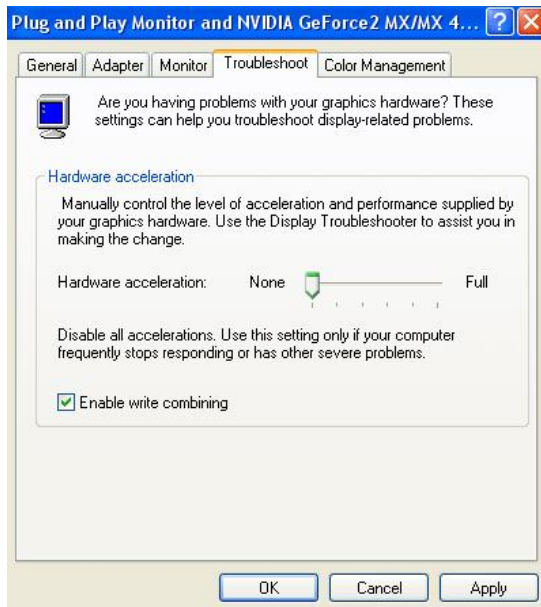 Plug and Play Monitor and NVIDIA GeForce2 MX/MX 4...
General Adapter Monitor Troubleshoot Color Management
Are you having problems with your graphics hardware? These
settings can help you troubleshoot display-related problems.
Hardware acceleration
Manually control the level of acceleration and performance supplied by
your graphics hardware. Use the Display Troubleshooter to assist you in
making the change.
Hardware acceleration: None Full
Disable all accelerations. Use this setting only if your computer
frequently stops responding or has other severe problems.
Enable write combining
OK Cancel Apply